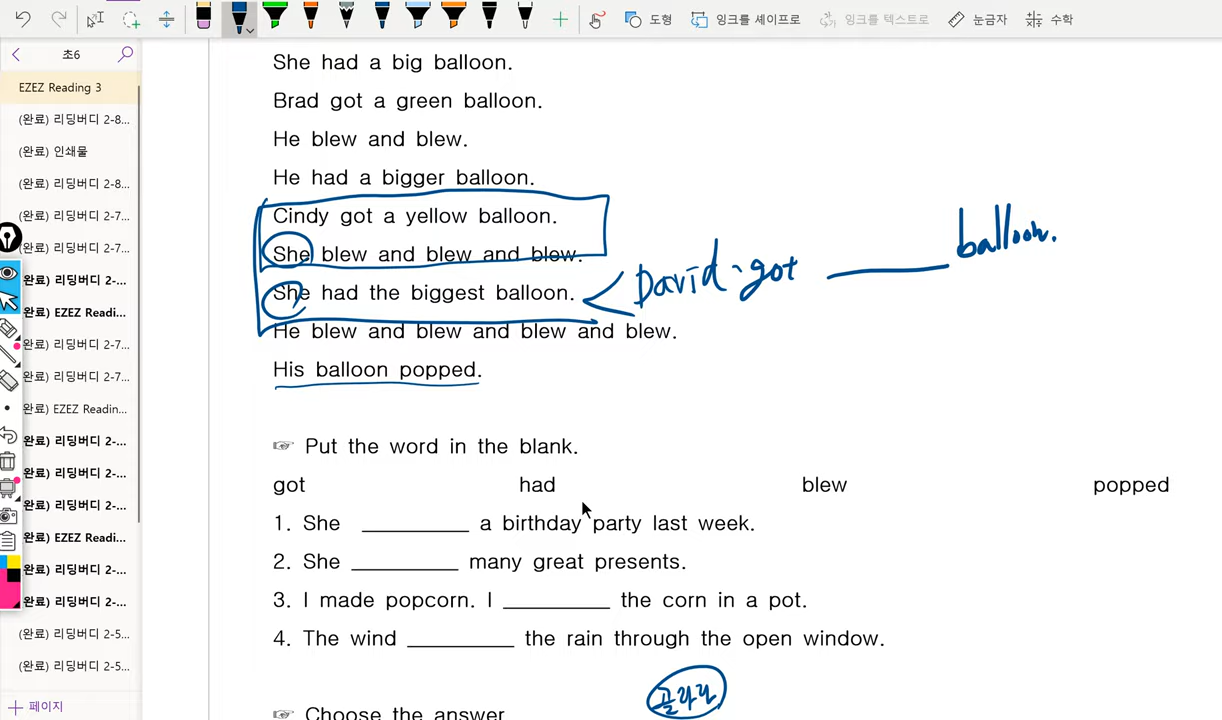 도형
잉크를 셰이프로
잉크를 텍스트로
눈금자
수학
초6
EZEZ Reading 3
(완료) 리딩버디 2-8...
(완료) 인쇄물
(완료) 리딩버디 2-8...
(완료) 리딩버디 2-7...
완료) 리딩버디 2-7...
완료) 리딩버디 2-...
완료) EZEZ Readi...
완료) 리딩버디 2-7...
완료) 리딩버디 2-7...
완료) EZEZ Readin...
완료) 리딩버디 2-...
완료) 리딩버디 2-...
완료) 리딩버디 2-...
완료) EZEZ Readi...
완료) 리딩버디 2-...
완료) 리딩버디 2-...
(완료) 리딩버디 2-5...
(완료) 리딩버디 2-5...
페이지
She had a big balloon.
Brad got a green balloon.
He blew and blew.
He had a bigger balloon.
Cindy got a yellow balloon.
She blew and blew and blew.
She had the biggest balloon.
David got ______ balloon.
He blew and blew and blew and blew.
His balloon popped.
☞ Put the word in the blank.
got had blew popped
1. She _________ a birthday party last week.
2. She _________ many great presents.
3. I made popcorn. I _________ the corn in a pot.
4. The wind _________ the rain through the open window.
골라라
☞ Choose the answer